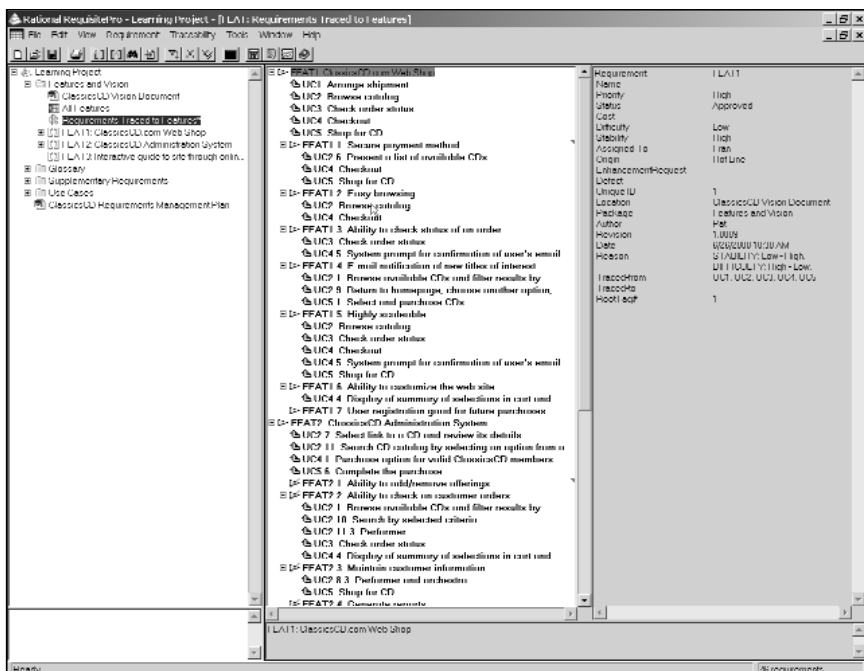 Rational RequisitePro - Learning Project - [FEAT: Requirements Traced to Features]
File Edit View Requirement Traceability Tools Window Help
Learning Project
Features and Vision
ClassicsCD Vision Document
All Features
Requirements Traced to Features
FEAT1: ClassicsCD.com Web Shop
FEAT2: ClassicsCD Administration System
FEAT3: Interactive guide to site through onlin...
Glossary
Supplementary Requirements
Use Cases
ClassicsCD Requirements Management Plan
FEAT1 ClassicsCD.com Web Shop
UC1 Arrange shipment
UC2 Browse catalog
UC3 Check order status
UC4 Checkout
UC5 Shop for CD
FEAT1.1 Secure payment method
UC2.6 Present a list of available CDs
UC4 Checkout
UC5 Shop for CD
FEAT1.2 Easy browsing
UC2 Browse catalog
UC4 Checkout
FEAT1.3 Ability to check status of an order
UC3 Check order status
UC4.5 System prompt for confirmation of user's email
FEAT1.4 E-mail notification of new titles of interest
UC2.1 Browse available CDs and filter results by
UC2.9 Return to homepage, choose another option,
UC5.1 Select and purchase CDs
FEAT1.5 Highly scaleable
UC2 Browse catalog
UC3 Check order status
UC4 Checkout
UC4.5 System prompt for confirmation of user's email
UC5 Shop for CD
FEAT1.6 Ability to customize the web site
UC4.4 Display of summary of selections in cart and
FEAT1.7 User registration good for future purchases
FEAT2 ClassicsCD Administration System
UC2.7 Select link to a CD and review its details
UC2.11 Search CD catalog by selecting an option from a
UC4.1 Purchase option for valid ClassicsCD members
UC5.6 Complete the purchase
FEAT2.1 Ability to add/remove offerings
FEAT2.2 Ability to check on customer orders
UC2.1 Browse available CDs and filter results by
UC2.10 Search by selected criterion
UC2.11.3 Performer
UC3 Check order status
UC4.4 Display of summary of selections in cart and
FEAT2.3 Maintain customer information
UC2.8.3 Performer and orchestra
UC5 Shop for CD
FEAT2.4 Generate reports
Requirement FEAT1
Name
Priority High
Status Approved
Cost
Difficulty Low
Stability High
Assigned To Fran
Origin Hot Line
EnhancementRequest
Defect
Unique ID 1
Location ClassicsCD Vision Document
Package Features and Vision
Author Pat
Revision 1.0009
Date 6/26/2000 10:30 AM
Reason STABILITY: Low - High.
DIFFICULTY: High - Low.
TracedFrom UC1, UC2, UC3, UC4, UC5
TracedTo
RootTag# 1
FEAT1: ClassicsCD.com Web Shop
Ready
requirements